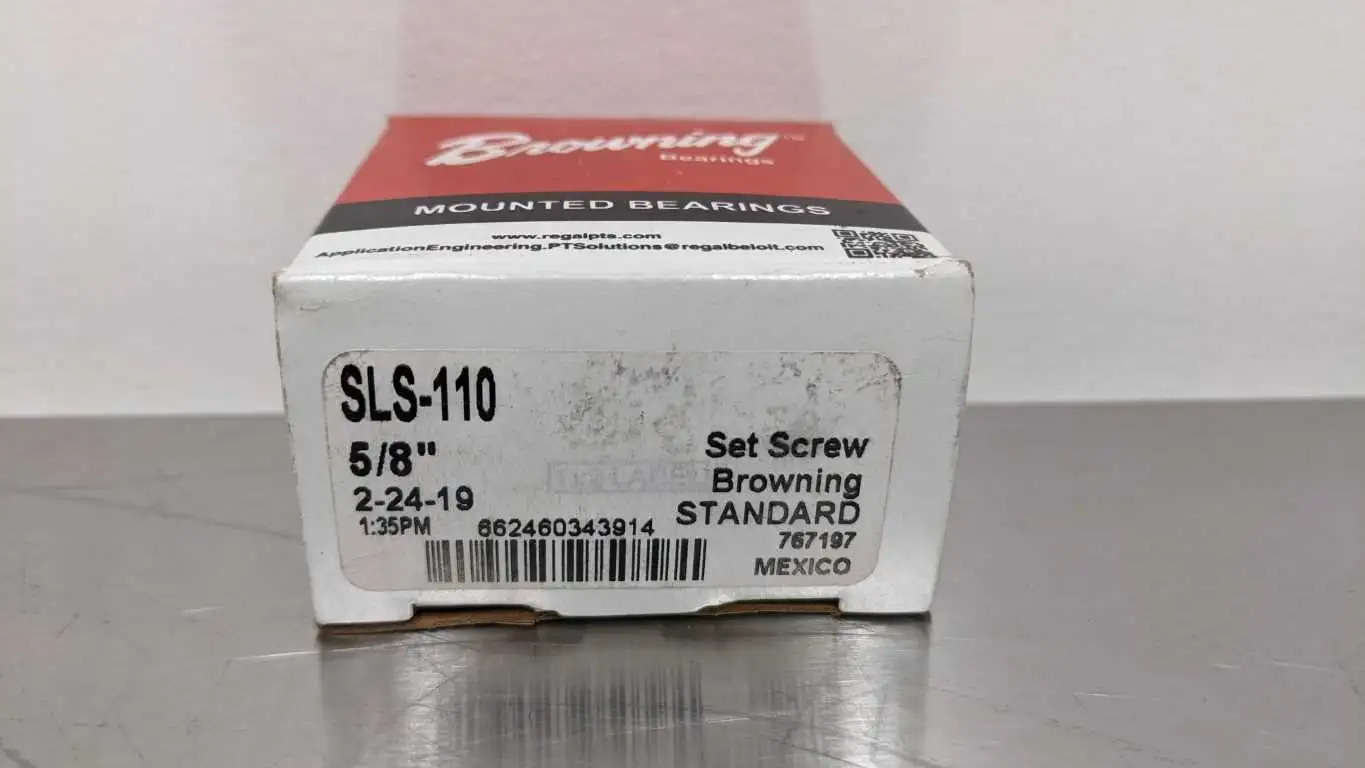 Browning™
Bearings
MOUNTED BEARINGS
www.regalpts.com
ApplicationEngineering.PTSolutions@regalbeloit.com
SLS-110
5/8"
2-24-19
1:35PM
662460343914
Set Screw
Browning
STANDARD
767197
MEXICO